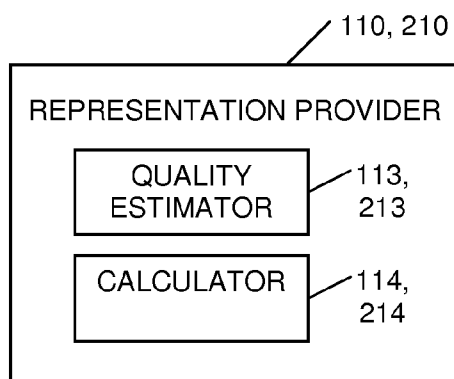 110, 210
REPRESENTATION PROVIDER
QUALITY
ESTIMATOR
113,
213
CALCULATOR
114,
214